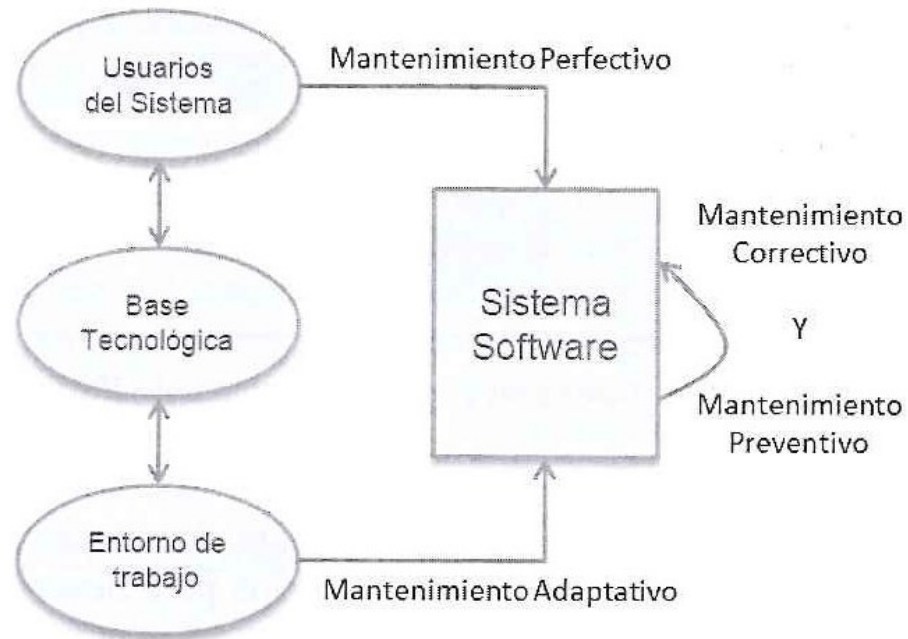 Usuarios
del Sistema
Mantenimiento Perfectivo
Base
Tecnológica
Sistema
Software
Mantenimiento
Correctivo
Y
Mantenimiento
Preventivo
Entorno de
trabajo
Mantenimiento Adaptativo